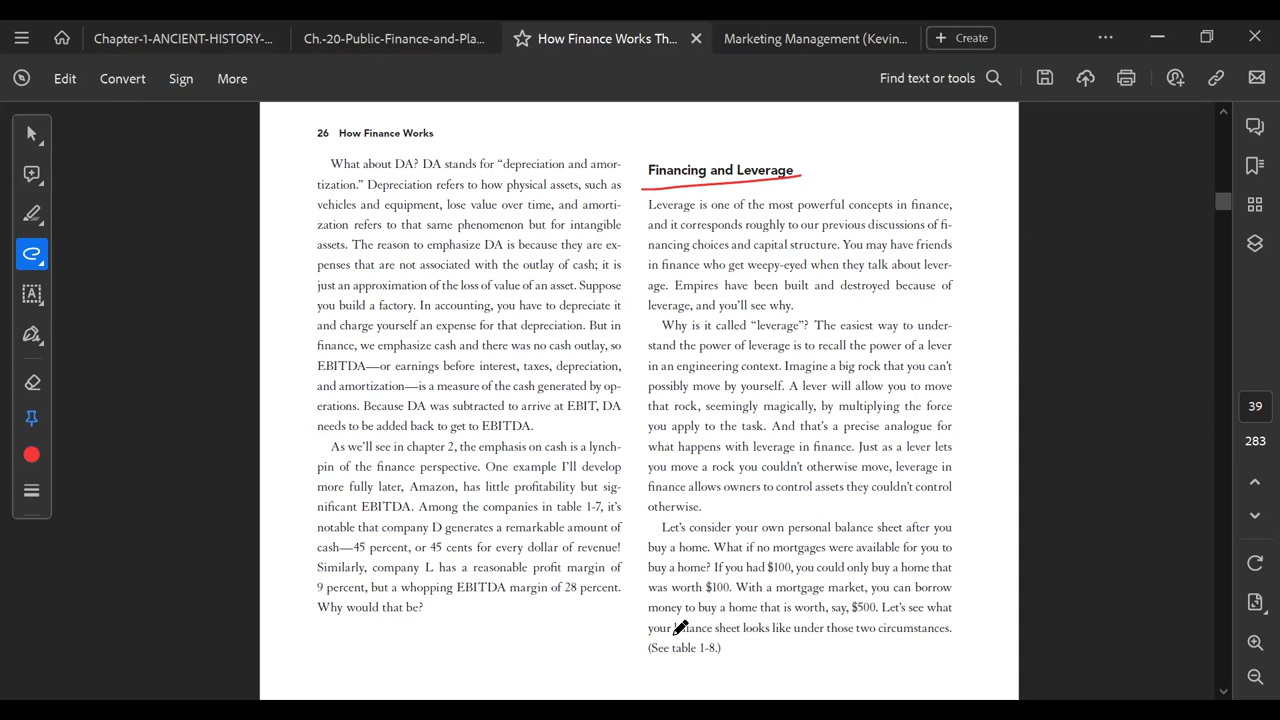 Chapter-1-ANCIENT-HISTORY-...
Ch.-20-Public-Finance-and-Pla...
How Finance Works Th...
Marketing Management (Kevin...
Create
Edit
Convert
Sign
More
Find text or tools
26 How Finance Works
What about DA? DA stands for “depreciation and amor-
tization.” Depreciation refers to how physical assets, such as
vehicles and equipment, lose value over time, and amorti-
zation refers to that same phenomenon but for intangible
assets. The reason to emphasize DA is because they are ex-
penses that are not associated with the outlay of cash; it is
just an approximation of the loss of value of an asset. Suppose
you build a factory. In accounting, you have to depreciate it
and charge yourself an expense for that depreciation. But in
finance, we emphasize cash and there was no cash outlay, so
EBITDA—or earnings before interest, taxes, depreciation,
and amortization—is a measure of the cash generated by op-
erations. Because DA was subtracted to arrive at EBIT, DA
needs to be added back to get to EBITDA.
As we’ll see in chapter 2, the emphasis on cash is a lynch-
pin of the finance perspective. One example I’ll develop
more fully later, Amazon, has little profitability but sig-
nificant EBITDA. Among the companies in table 1-7, it’s
notable that company D generates a remarkable amount of
cash—45 percent, or 45 cents for every dollar of revenue!
Similarly, company L has a reasonable profit margin of
9 percent, but a whopping EBITDA margin of 28 percent.
Why would that be?
Financing and Leverage
Leverage is one of the most powerful concepts in finance,
and it corresponds roughly to our previous discussions of fi-
nancing choices and capital structure. You may have friends
in finance who get weepy-eyed when they talk about lever-
age. Empires have been built and destroyed because of
leverage, and you’ll see why.
Why is it called “leverage”? The easiest way to under-
stand the power of leverage is to recall the power of a lever
in an engineering context. Imagine a big rock that you can’t
possibly move by yourself. A lever will allow you to move
that rock, seemingly magically, by multiplying the force
you apply to the task. And that’s a precise analogue for
what happens with leverage in finance. Just as a lever lets
you move a rock you couldn’t otherwise move, leverage in
finance allows owners to control assets they couldn’t control
otherwise.
Let’s consider your own personal balance sheet after you
buy a home. What if no mortgages were available for you to
buy a home? If you had $100, you could only buy a home that
was worth $100. With a mortgage market, you can borrow
money to buy a home that is worth, say, $500. Let’s see what
your balance sheet looks like under those two circumstances.
(See table 1-8.)
39
283